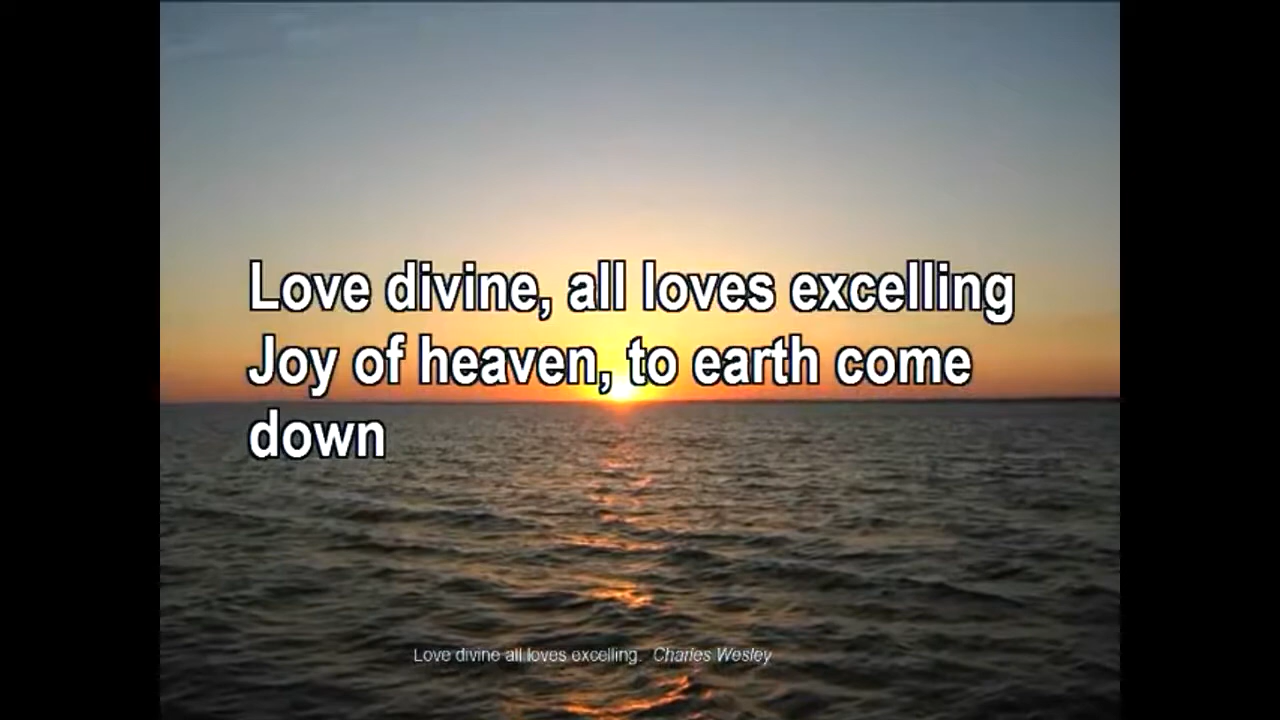 Love divine, all loves excelling
Joy of heaven, to earth come
down
Love divine all loves excelling. Charles Wesley